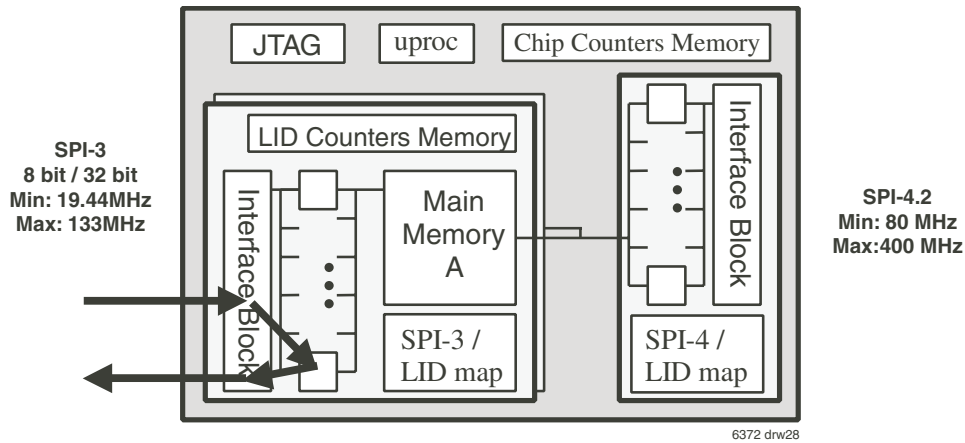 JTAG
uproc
Chip Counters Memory
SPI-3
8 bit / 32 bit
Min: 19.44MHz
Max: 133MHz
LID Counters Memory
Interface Block
Main
Memory
A
SPI-3 /
LID map
Interface Block
SPI-4 /
LID map
SPI-4.2
Min: 80 MHz
Max:400 MHz
6372 drw28